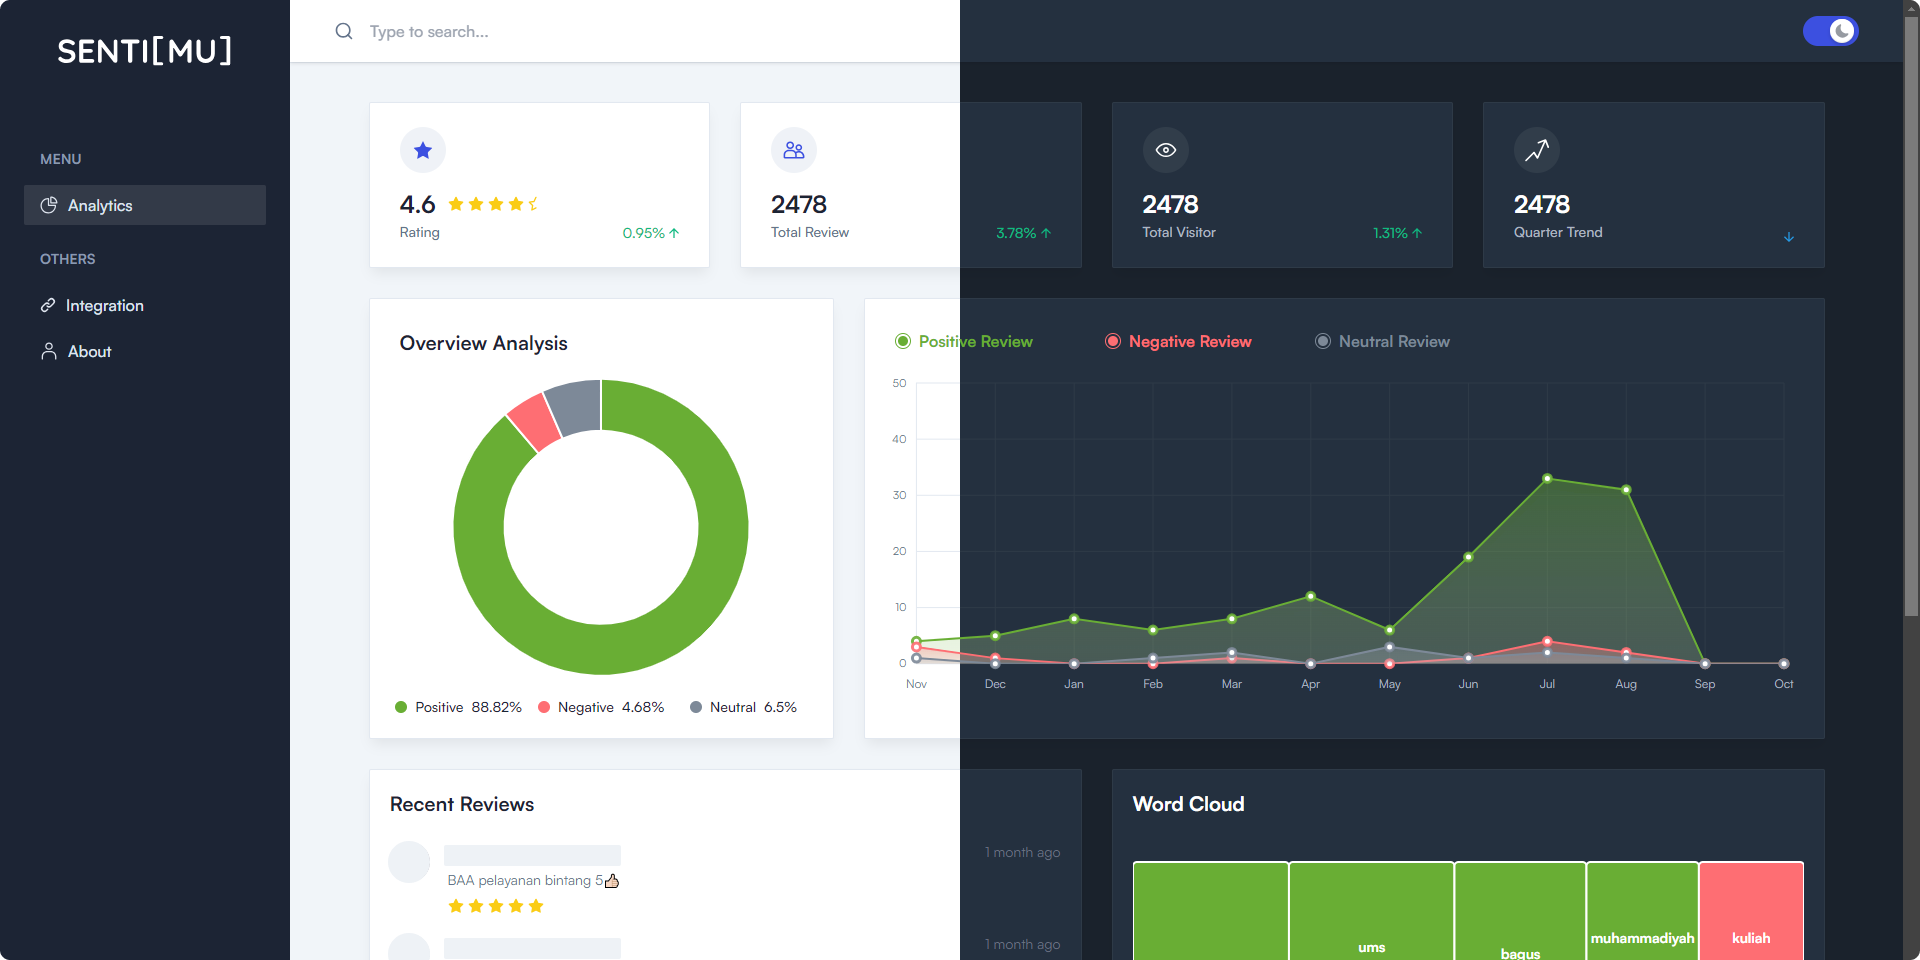 SENTI[MU]
Type to search...
MENU
Analytics
OTHERS
Integration
About
4.6
Rating
0.95%
2478
Total Review
3.78%
2478
Total Visitor
1.31%
2478
Quarter Trend
Overview Analysis
Positive 88.82% Negative 4.68% Neutral 6.5%
Positive Review Negative Review Neutral Review
50
40
30
20
10
0
Nov Dec Jan Feb Mar Apr May Jun Jul Aug Sep Oct
Recent Reviews
1 month ago
BAA pelayanan bintang 5👍🏻
1 month ago
Word Cloud
ums
bagus
muhammadiyah
kuliah